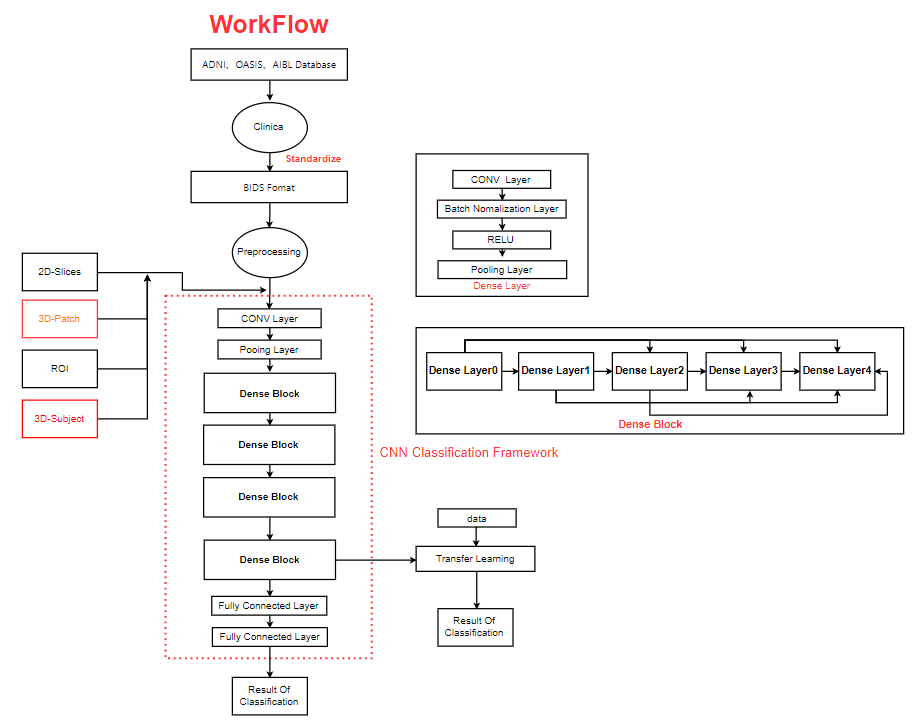 WorkFlow
ADNI、OASIS、AIBL Database
Clinica
Standardize
BIDS Fomat
Preprocessing
2D-Slices
3D-Patch
ROI
3D-Subject
CONV Layer
Pooing Layer
Dense Block
Dense Block
Dense Block
Dense Block
Fully Connected Layer
Fully Connected Layer
Result Of
Classification
CNN Classification Framework
CONV Layer
Batch Nomalization Layer
RELU
Pooling Layer
Dense Layer
Dense Layer0
Dense Layer1
Dense Layer2
Dense Layer3
Dense Layer4
Dense Block
data
Transfer Learning
Result Of
Classification